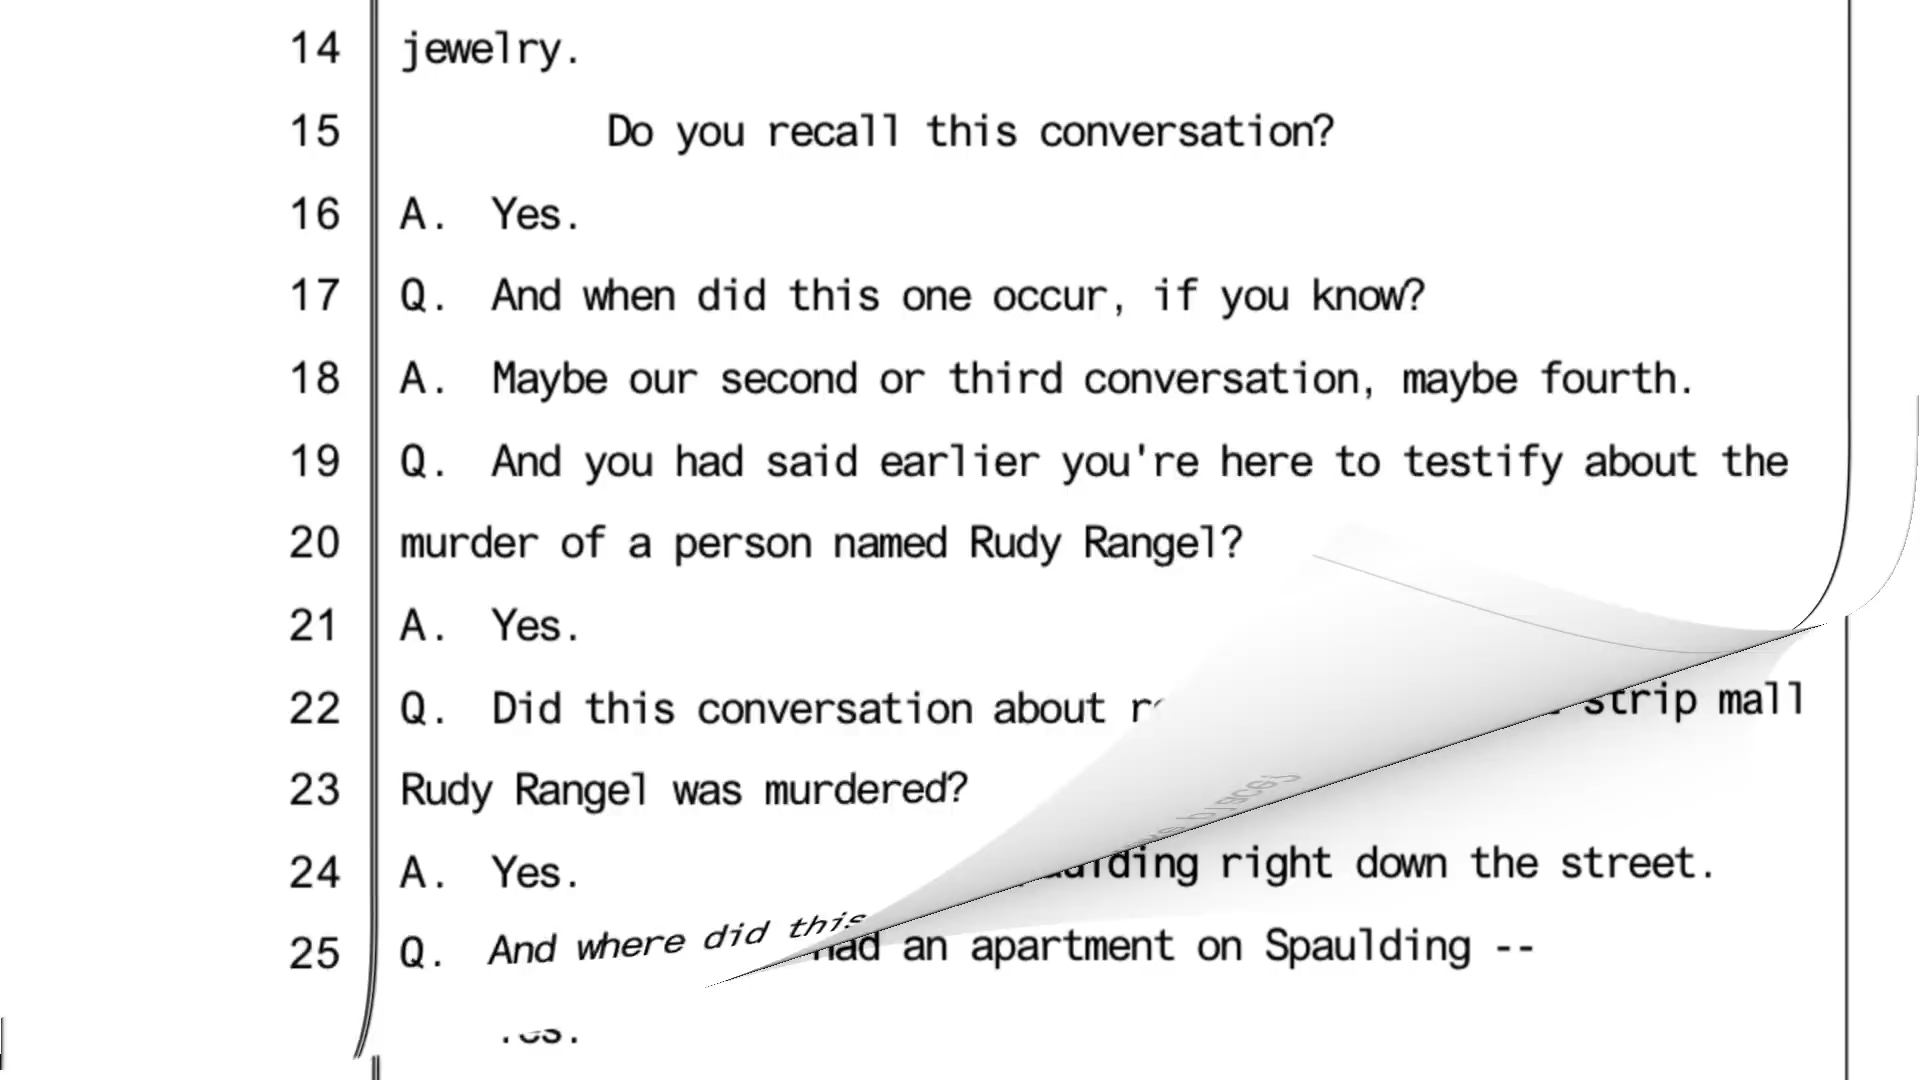 14 jewelry.
15 Do you recall this conversation?
16 A. Yes.
17 Q. And when did this one occur, if you know?
18 A. Maybe our second or third conversation, maybe fourth.
19 Q. And you had said earlier you're here to testify about the
20 murder of a person named Rudy Rangel?
21 A. Yes.
22 Q. Did this conversation about strip mall
23 Rudy Rangel was murdered?
24 A. Yes. right down the street.
25 Q. And where did this had an apartment on Spaulding --